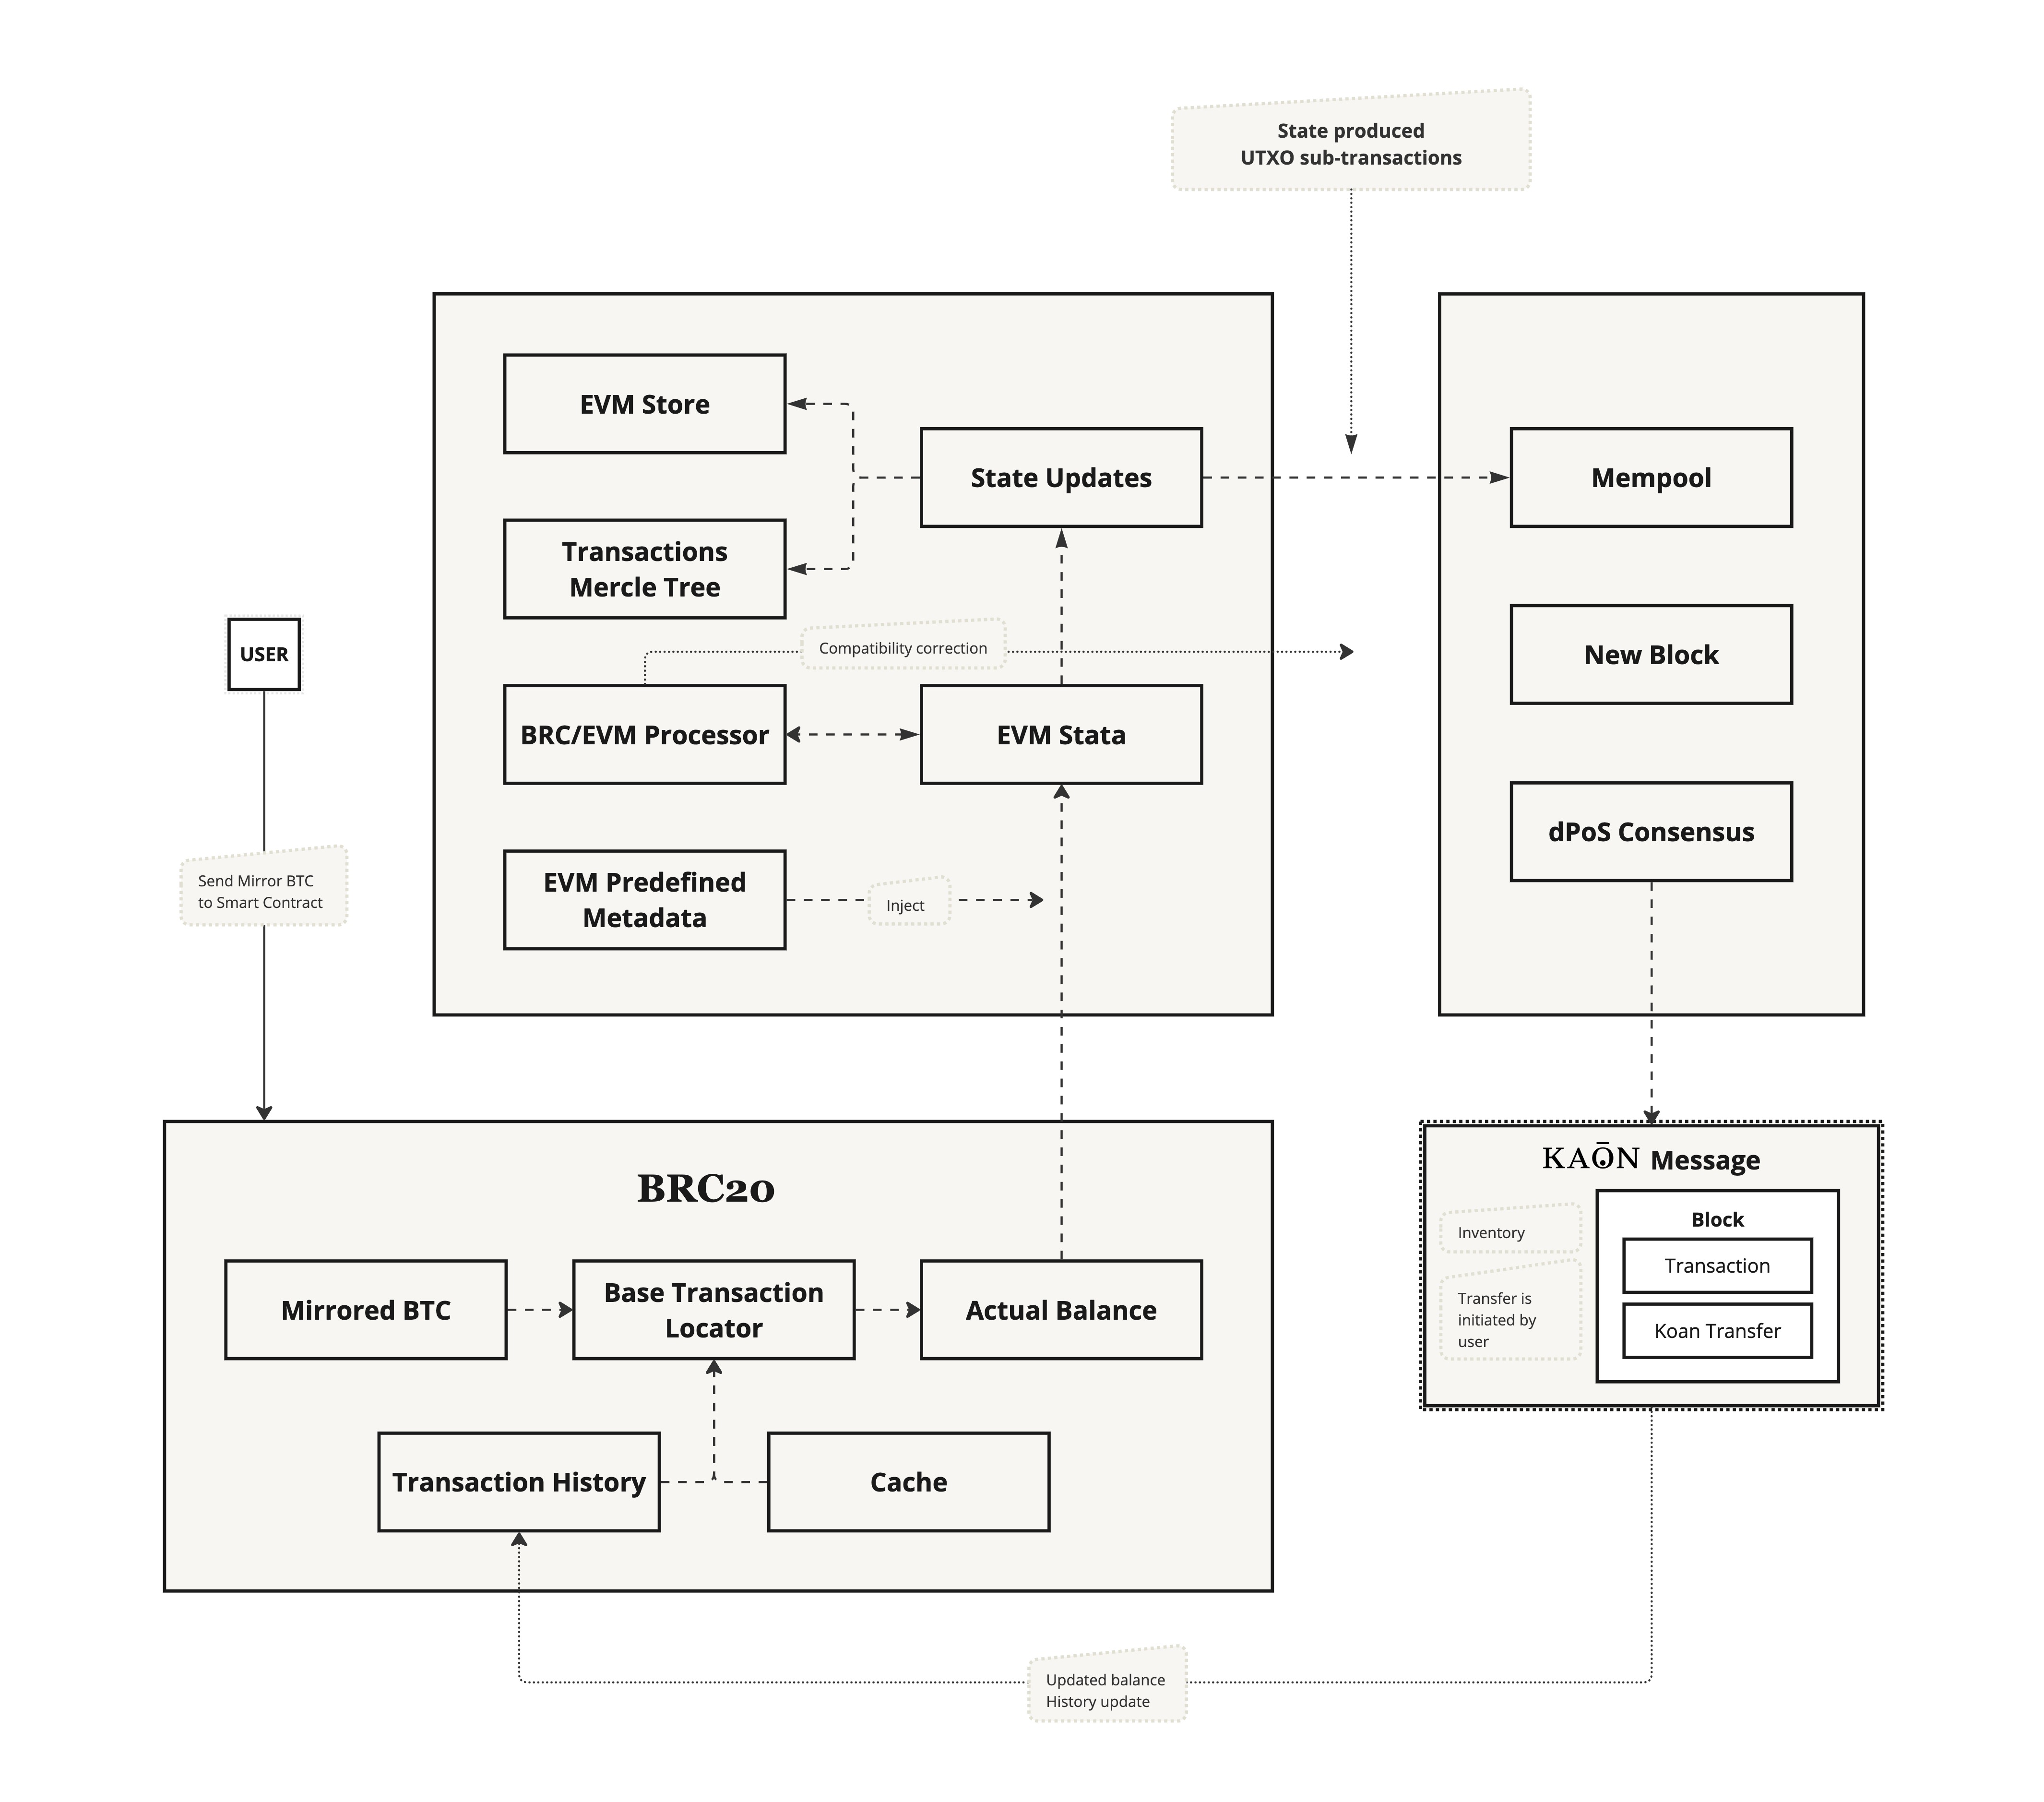 State produced
UTXO sub-transactions
EVM Store
State Updates
Mempool
Transactions
Mercle Tree
Compatibility correction
New Block
USER
BRC/EVM Processor
EVM Stata
dPoS Consensus
Send Mirror BTC
to Smart Contract
EVM Predefined
Metadata
Inject
BRC20
Mirrored BTC
Base Transaction
Locator
Actual Balance
Transaction History
Cache
KAŌN Message
Inventory
Transfer is
initiated by
user
Block
Transaction
Koan Transfer
Updated balance
History update